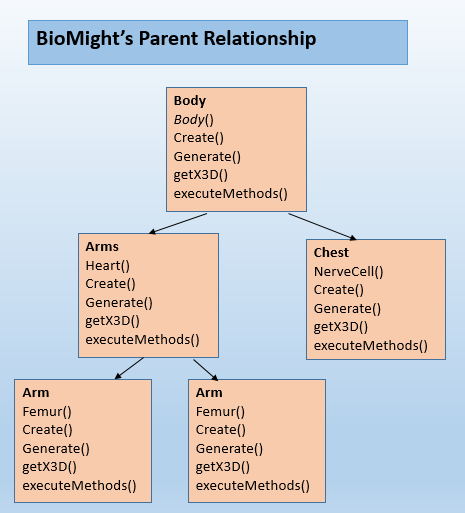 BioMight's Parent Relationship
Body
Body()
Create()
Generate()
getX3D()
executeMethods()
Arms
Heart()
Create()
Generate()
getX3D()
executeMethods()
Chest
NerveCell()
Create()
Generate()
getX3D()
executeMethods()
Arm
Femur()
Create()
Generate()
getX3D()
executeMethods()
Arm
Femur()
Create()
Generate()
getX3D()
executeMethods()